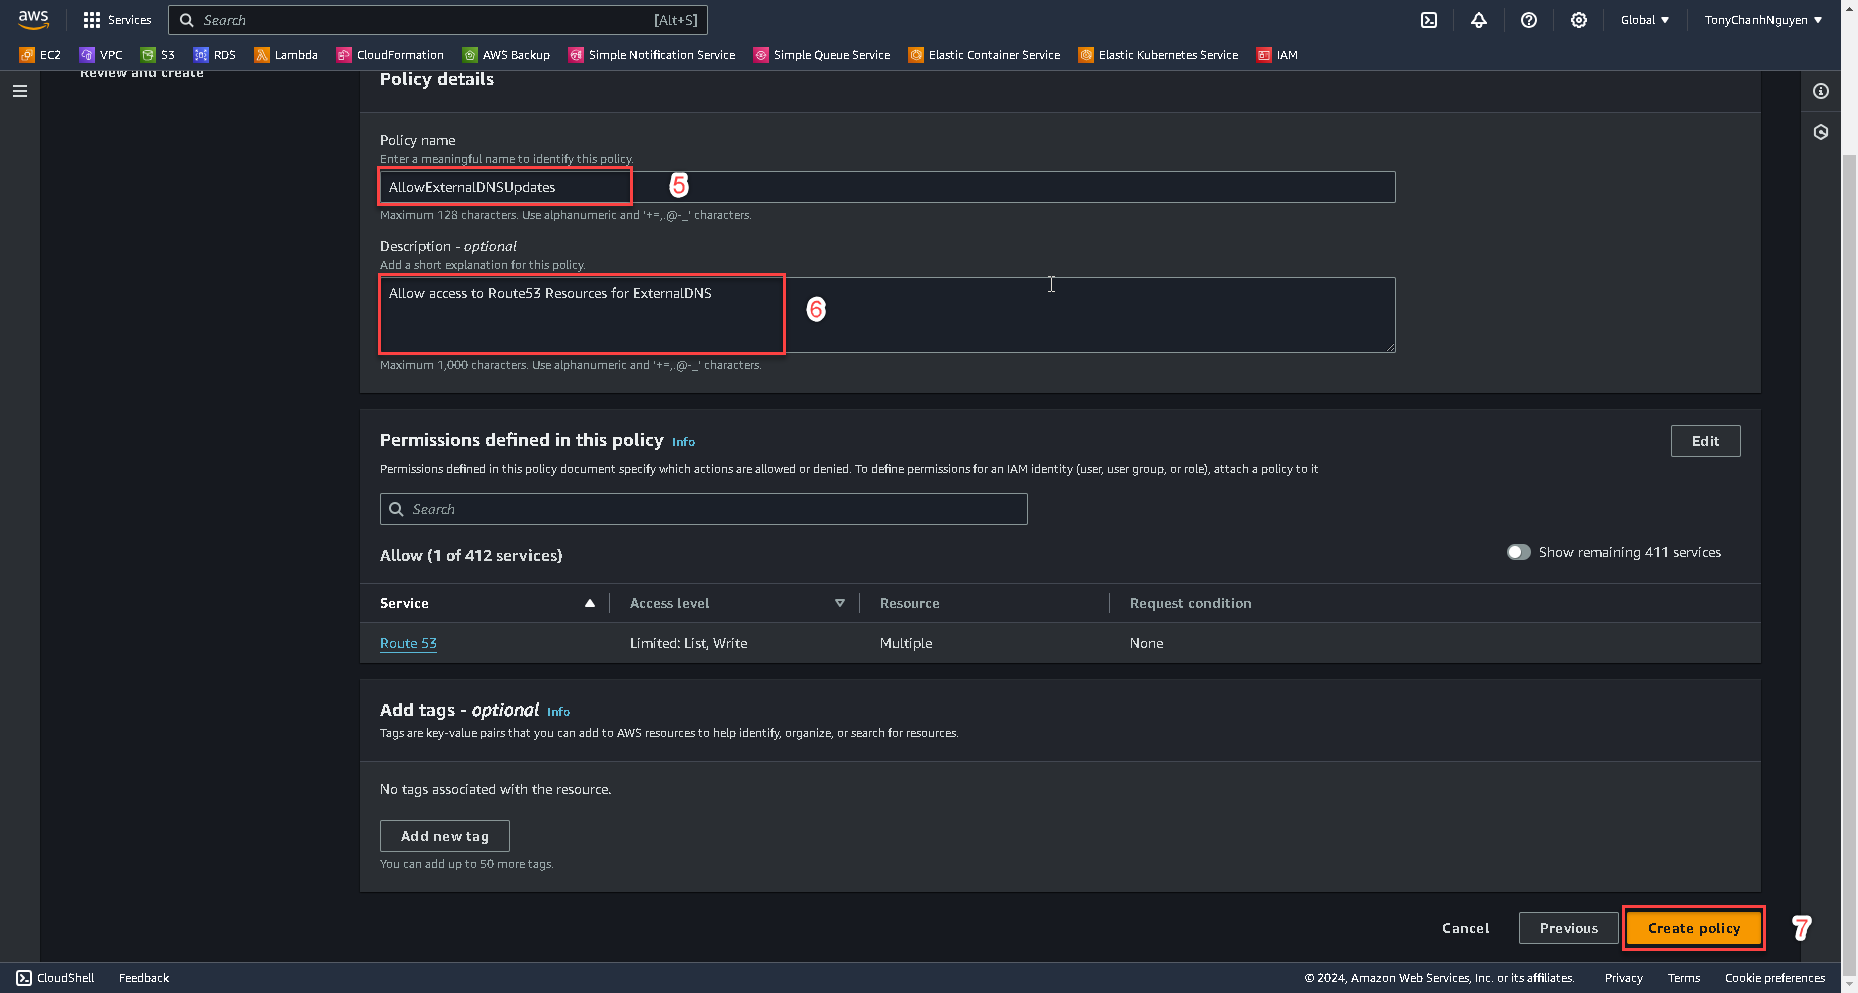 aws
Services
Search
[Alt+S]
Global ▼
TonyChanhNguyen ▼
EC2
VPC
S3
RDS
Lambda
CloudFormation
AWS Backup
Simple Notification Service
Simple Queue Service
Elastic Container Service
Elastic Kubernetes Service
IAM
Review and create
Policy details
Policy name
Enter a meaningful name to identify this policy.
AllowExternalDNSUpdates
5
Maximum 128 characters. Use alphanumeric and '+=,.@-_' characters.
Description - optional
Add a short explanation for this policy.
Allow access to Route53 Resources for ExternalDNS
6
Maximum 1,000 characters. Use alphanumeric and '+=,.@-_' characters.
Permissions defined in this policy Info
Edit
Permissions defined in this policy document specify which actions are allowed or denied. To define permissions for an IAM identity (user, user group, or role), attach a policy to it
Search
Allow (1 of 412 services)
Show remaining 411 services
Service
Access level
Resource
Request condition
Route 53
Limited: List, Write
Multiple
None
Add tags - optional Info
Tags are key-value pairs that you can add to AWS resources to help identify, organize, or search for resources.
No tags associated with the resource.
Add new tag
You can add up to 50 more tags.
Cancel
Previous
Create policy
7
CloudShell
Feedback
© 2024, Amazon Web Services, Inc. or its affiliates.
Privacy
Terms
Cookie preferences